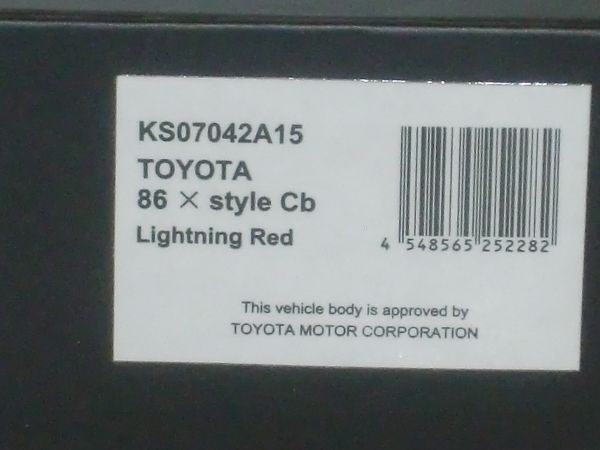 KS07042A15
TOYOTA
86 × style Cb
Lightning Red
4 548565 252282
This vehicle body is approved by
TOYOTA MOTOR CORPORATION